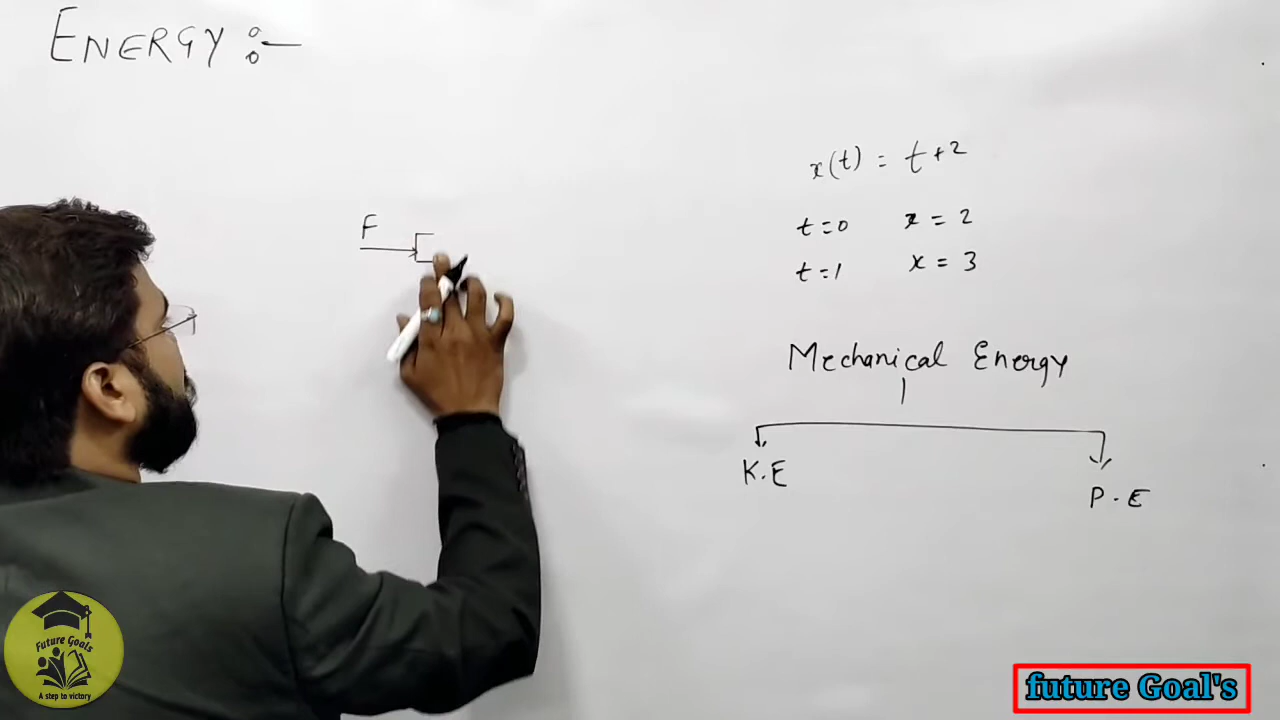 ENERGY :-
F
x(t) = t+2
t=0 x=2
t=1 x=3
Mechanical Energy
K.E
P.E
Future Goals
A step to victory
future Goal's